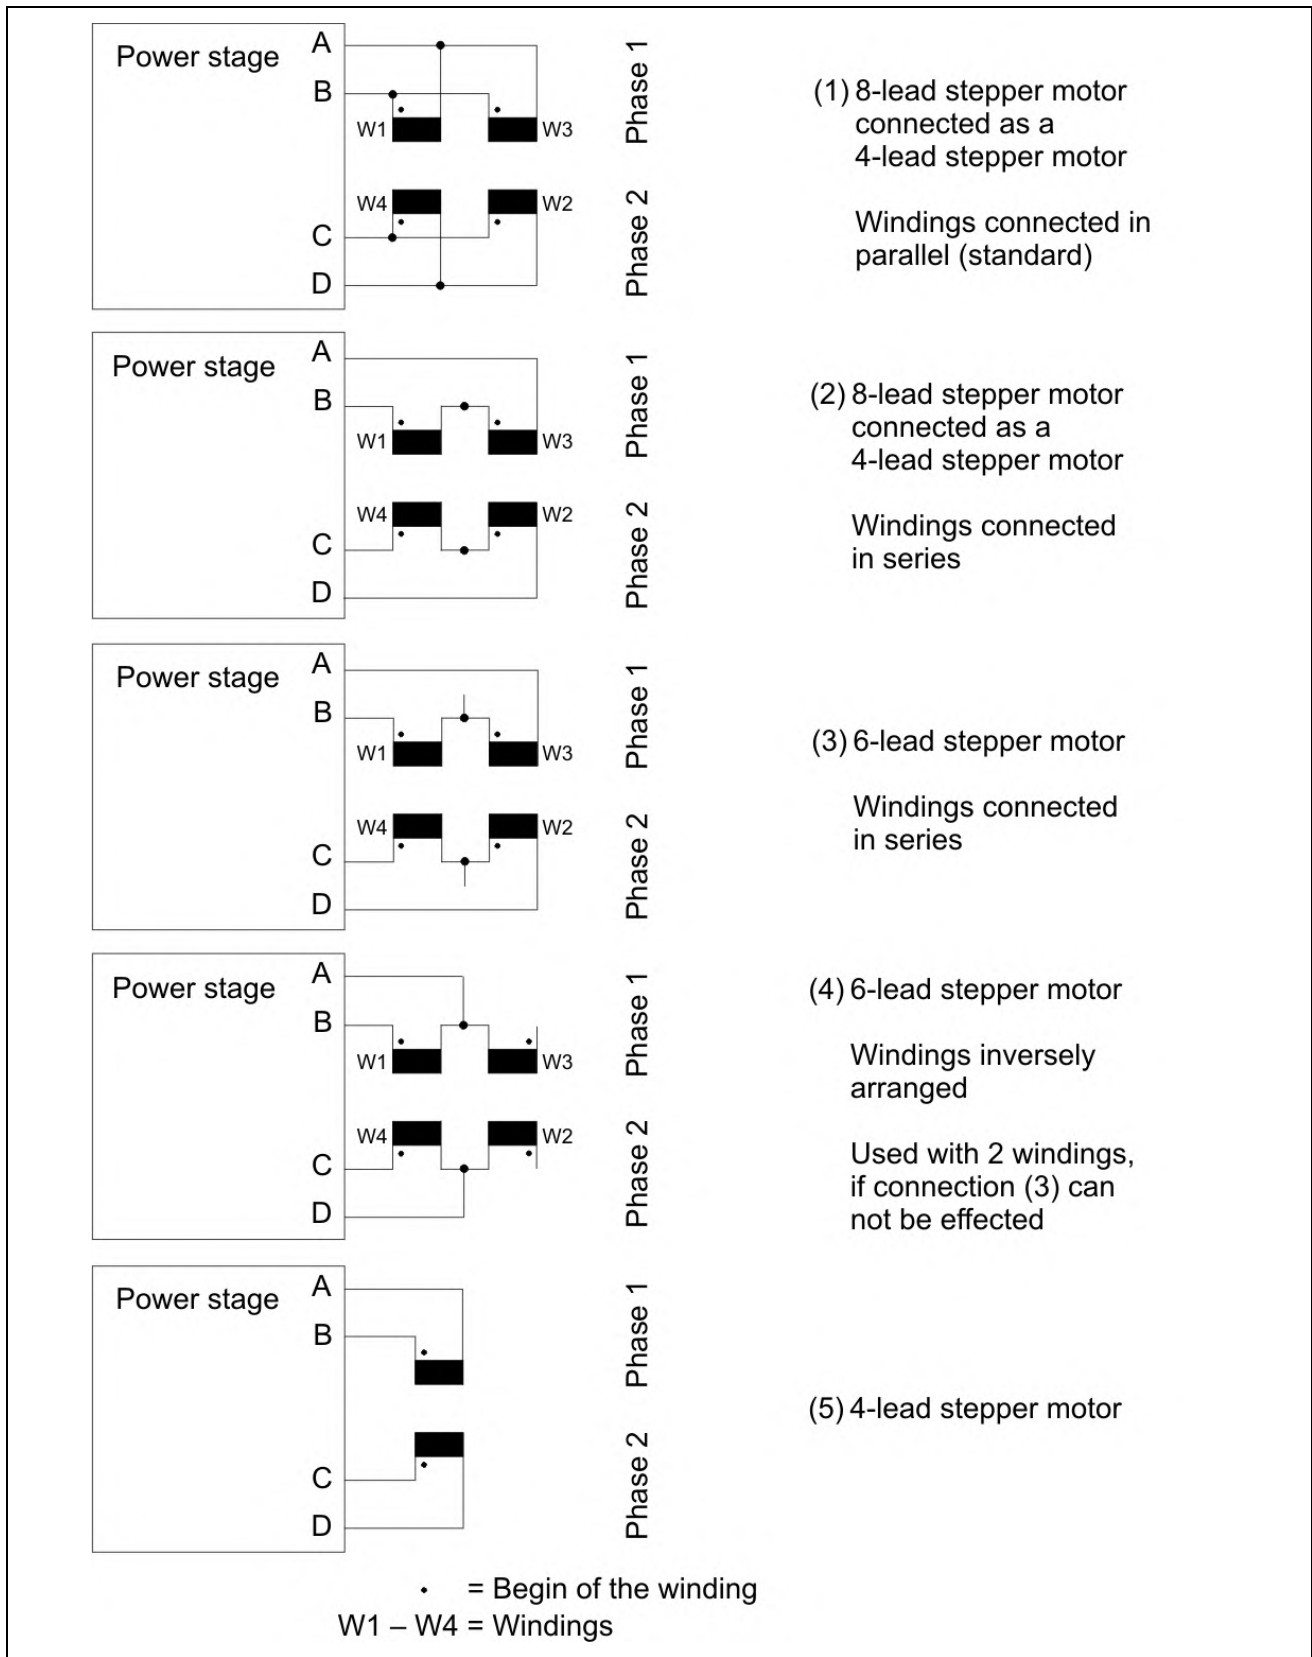 Power stage
A
B
W1
W3
W4
W2
C
D
Phase 1
Phase 2
(1) 8-lead stepper motor
connected as a
4-lead stepper motor
Windings connected in
parallel (standard)
Power stage
A
B
W1
W3
W4
W2
C
D
Phase 1
Phase 2
(2) 8-lead stepper motor
connected as a
4-lead stepper motor
Windings connected
in series
Power stage
A
B
W1
W3
W4
W2
C
D
Phase 1
Phase 2
(3) 6-lead stepper motor
Windings connected
in series
Power stage
A
B
W1
W3
W4
W2
C
D
Phase 1
Phase 2
(4) 6-lead stepper motor
Windings inversely
arranged
Used with 2 windings,
if connection (3) can
not be effected
Power stage
A
B
C
D
Phase 1
Phase 2
(5) 4-lead stepper motor
• = Begin of the winding
W1 – W4 = Windings